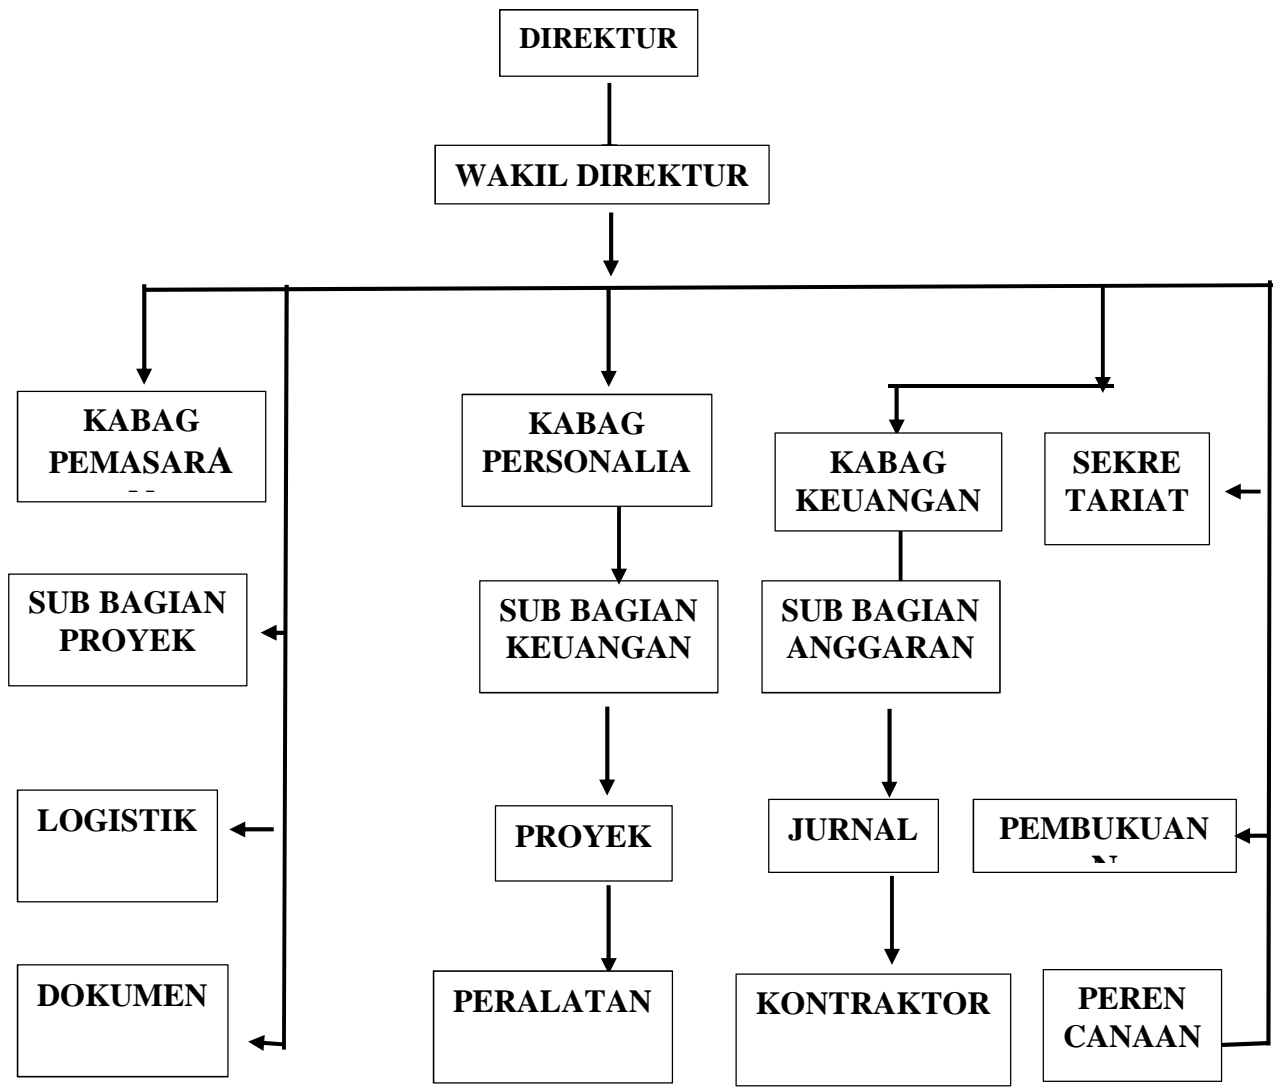 DIREKTUR
WAKIL DIREKTUR
KABAG
PEMASARA
KABAG
PERSONALIA
KABAG
KEUANGAN
SEKRE
TARIAT
SUB BAGIAN
PROYEK
SUB BAGIAN
KEUANGAN
SUB BAGIAN
ANGGARAN
LOGISTIK
PROYEK
JURNAL
PEMBUKUAN
DOKUMEN
PERALATAN
KONTRAKTOR
PEREN
CANAAN